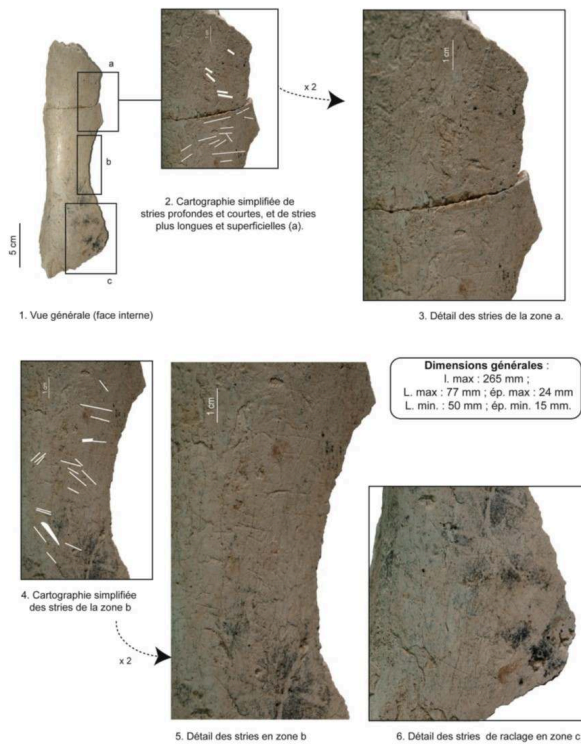 a
b
c
5 cm
1 cm
x 2
1 cm
2. Cartographie simplifiée de
stries profondes et courtes, et de stries
plus longues et superficielles (a).
1. Vue générale (face interne)
3. Détail des stries de la zone a.
Dimensions générales :
l. max : 265 mm ;
L. max : 77 mm ; ép. max : 24 mm
L. min. : 50 mm ; ép. min. 15 mm.
1 cm
1 cm
4. Cartographie simplifiée
des stries de la zone b
x 2
5. Détail des stries en zone b
6. Détail des stries de raclage en zone c